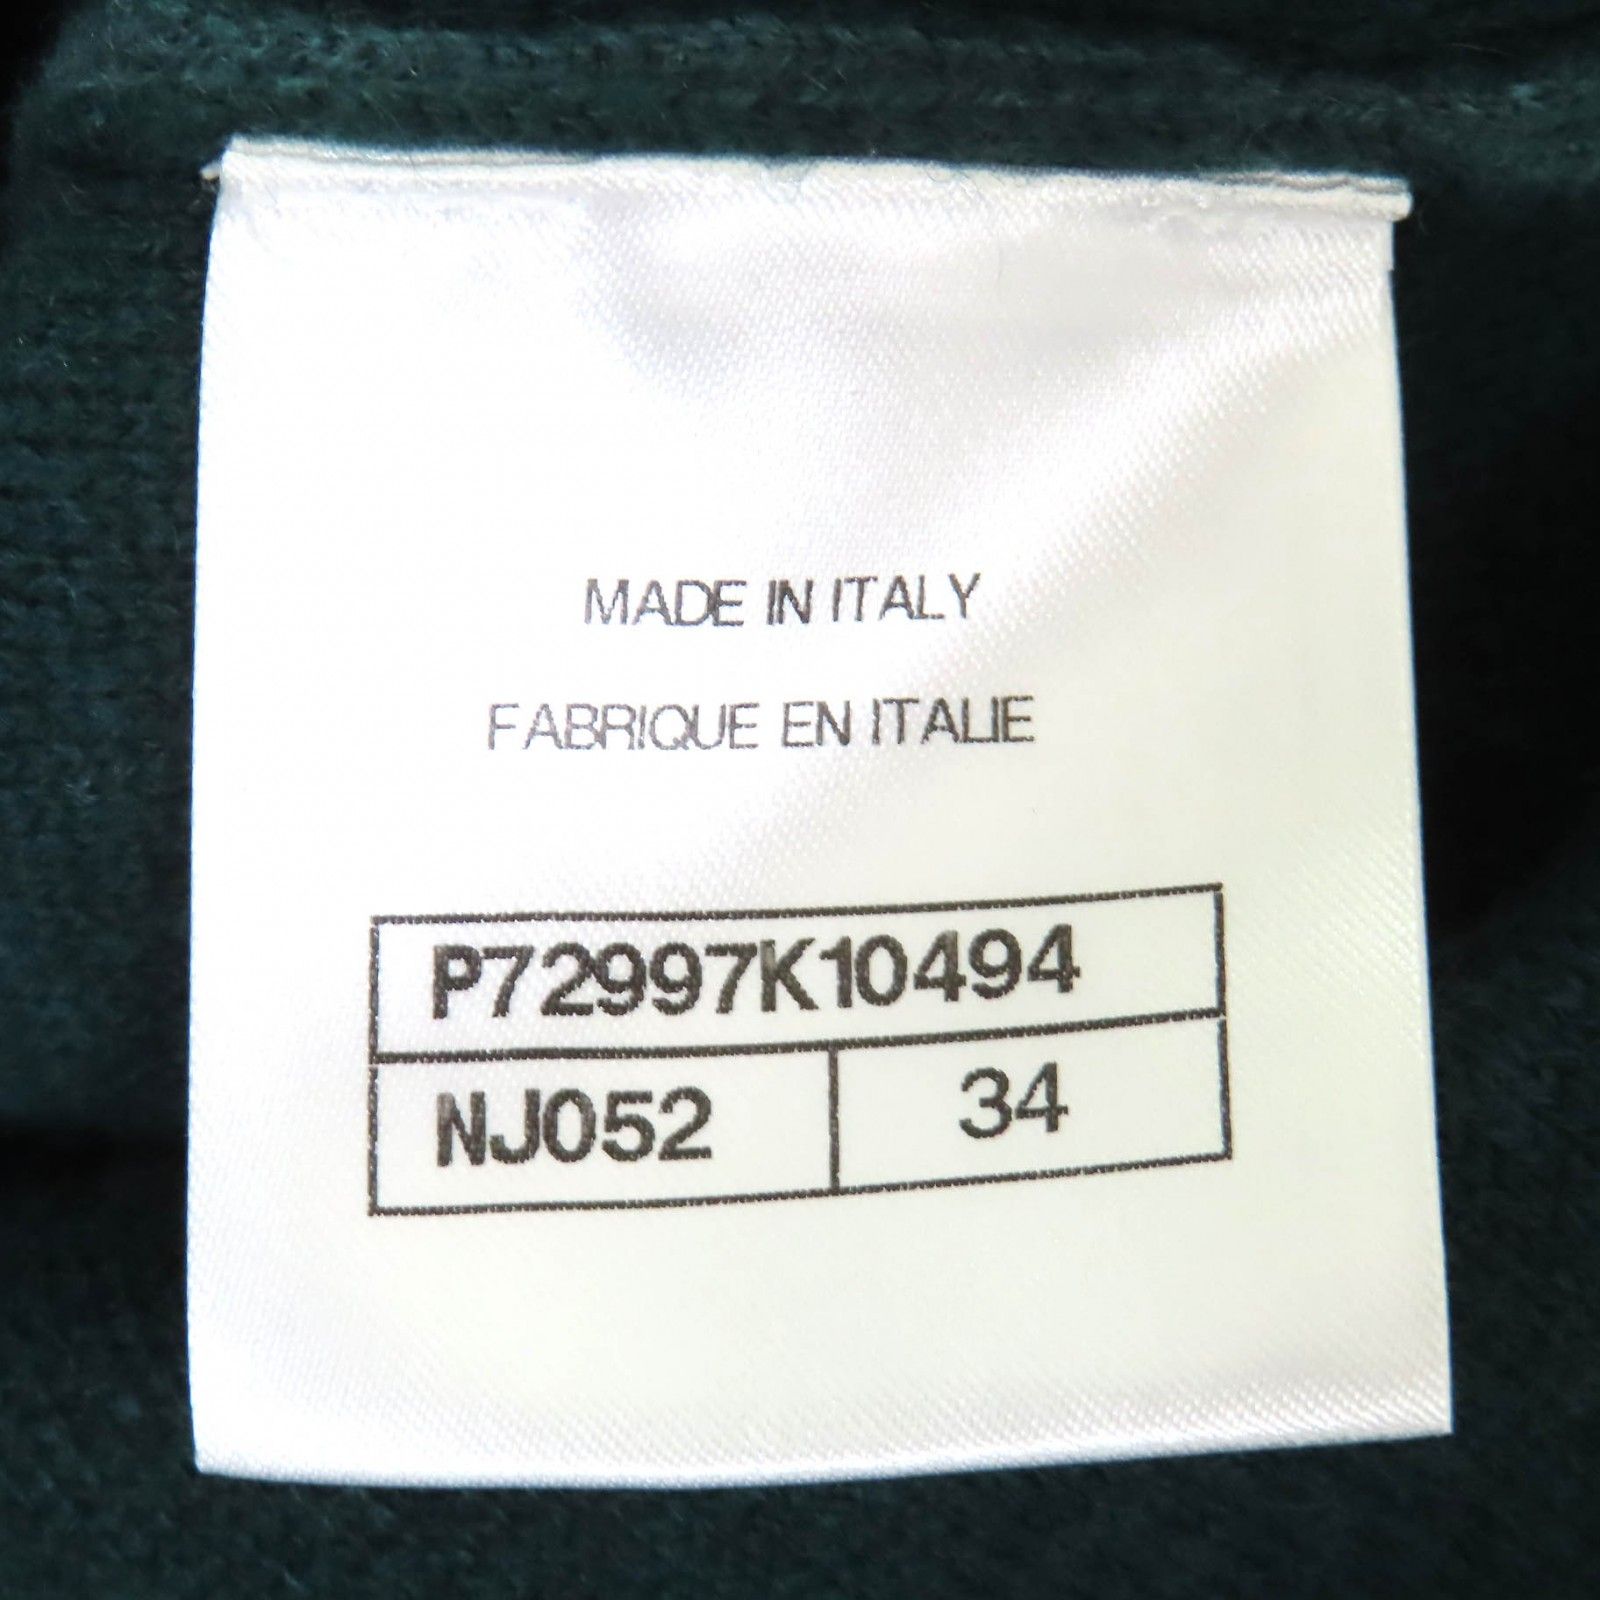 MADE IN ITALY
FABRIQUE EN ITALIE
P72997K10494
NJ052 34